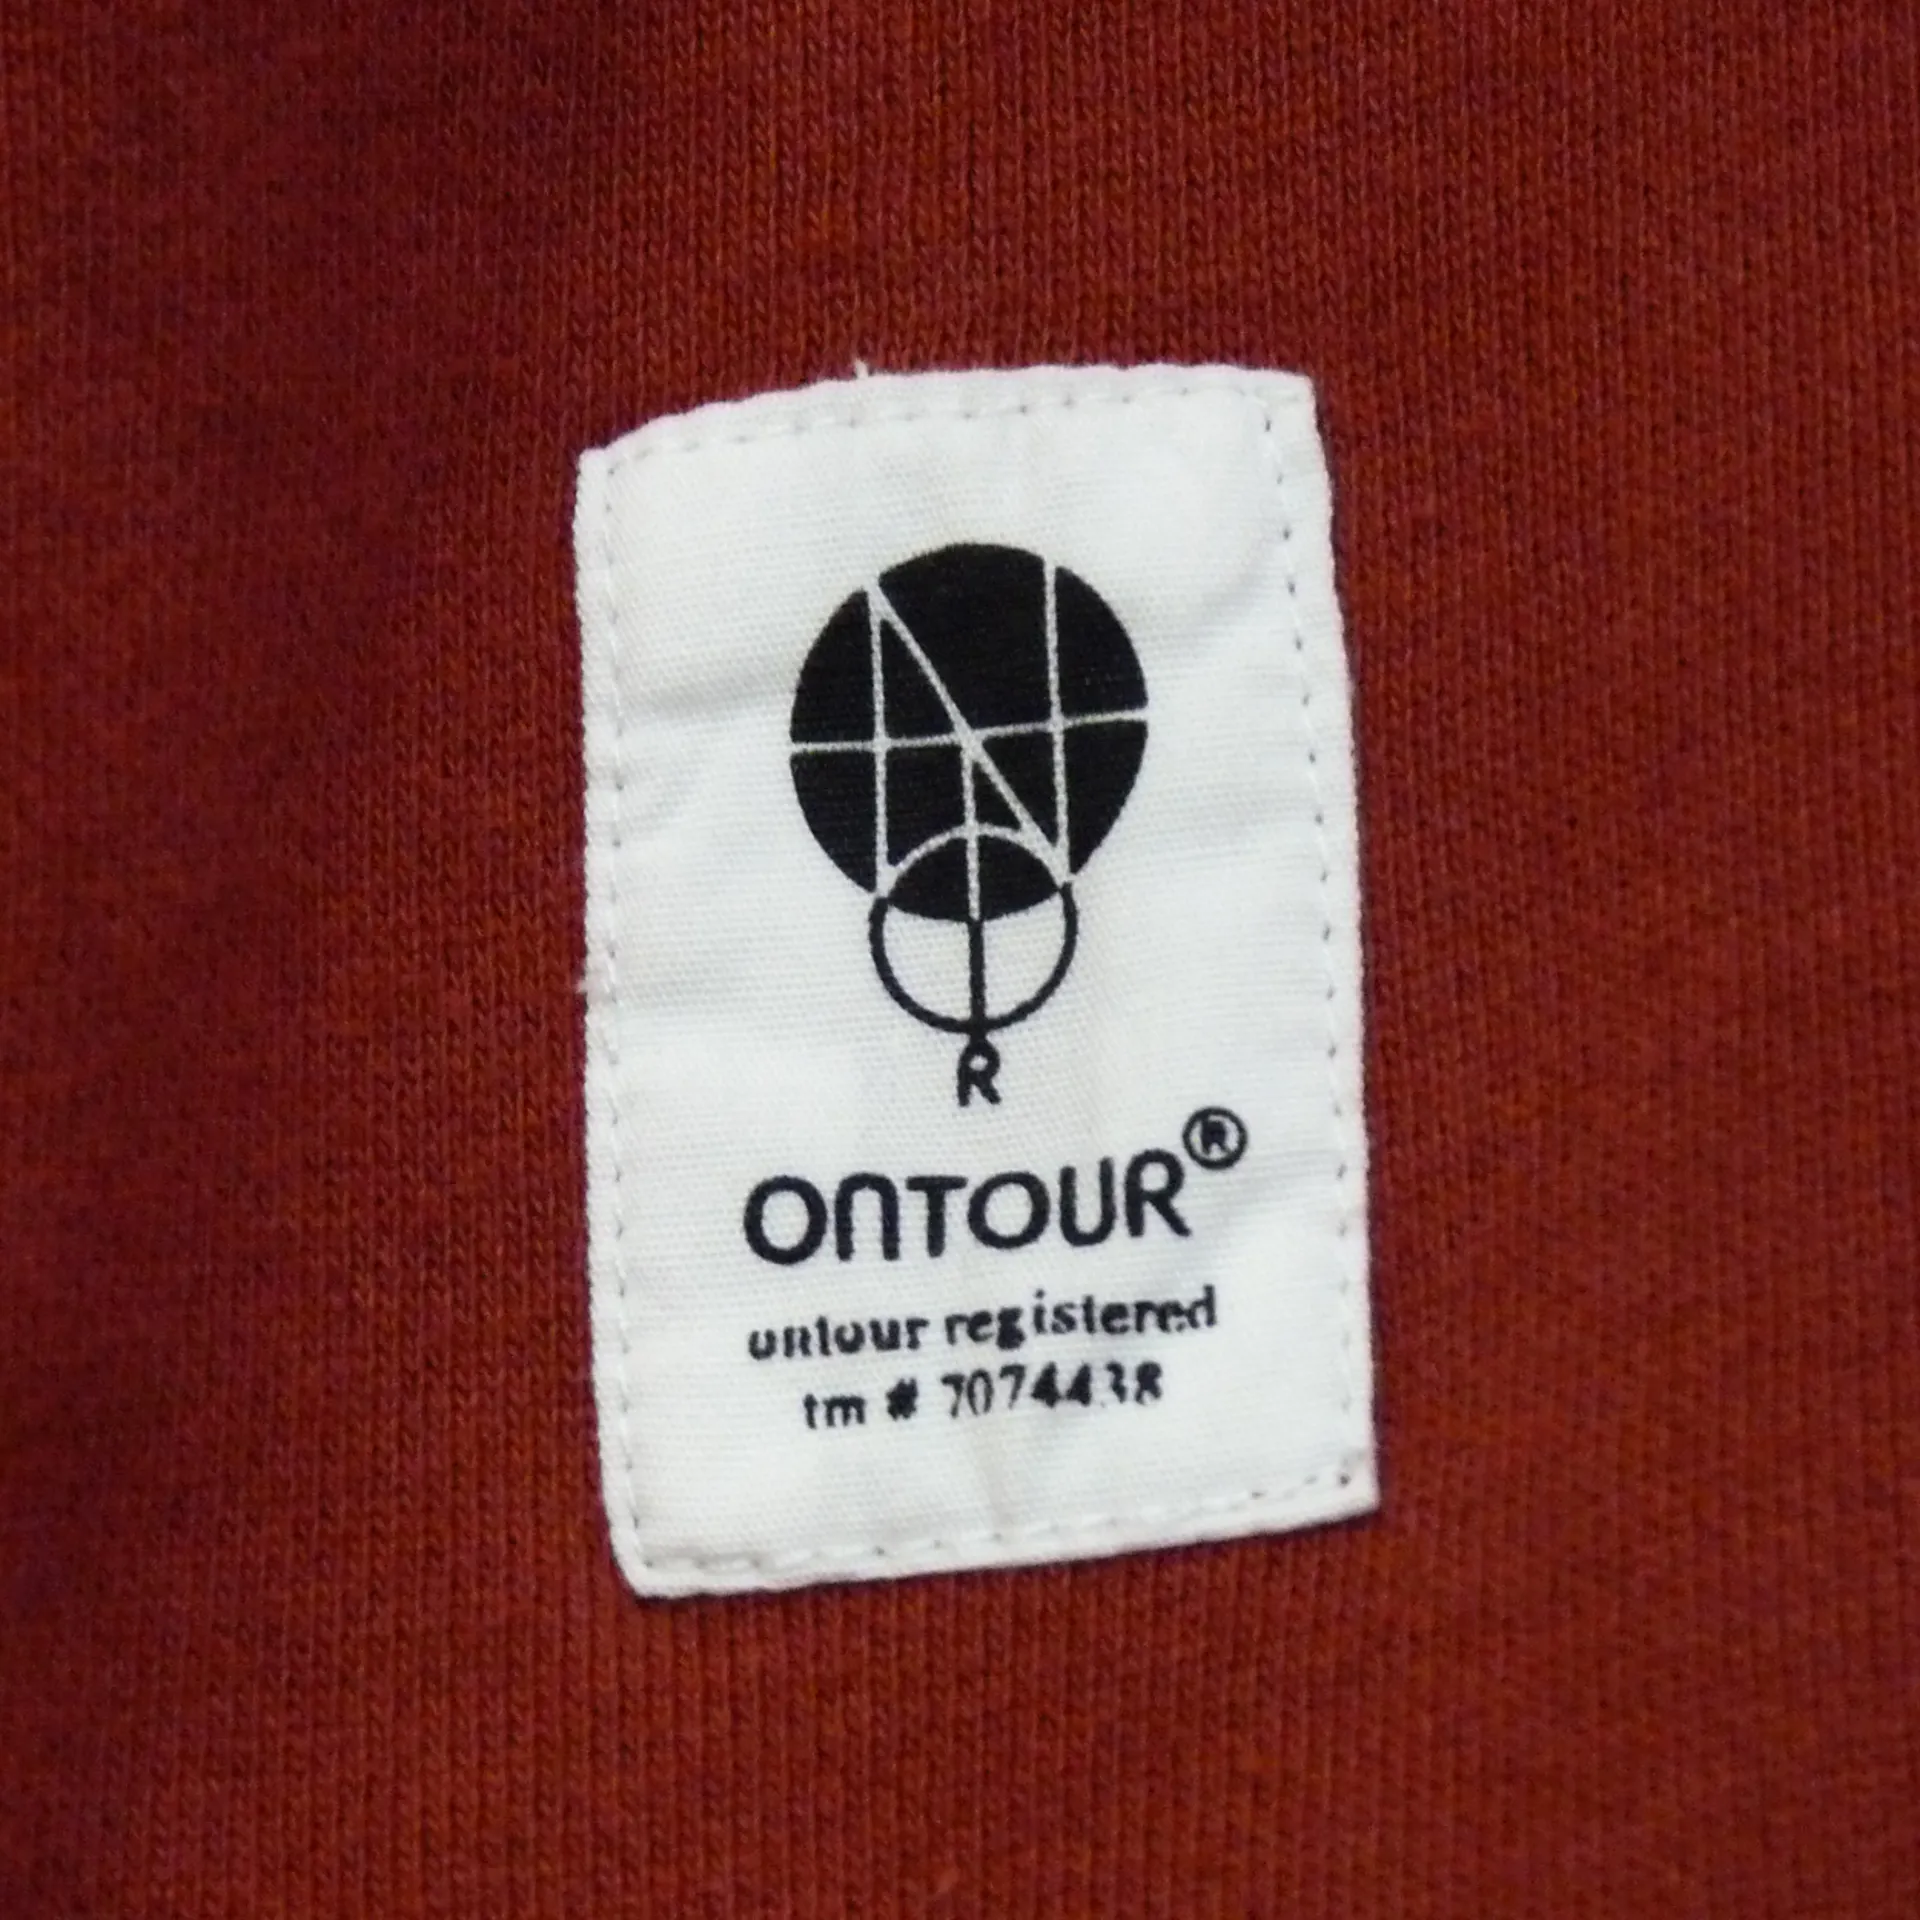 R
ONTOUR®
ontour registered
tm # 7074438